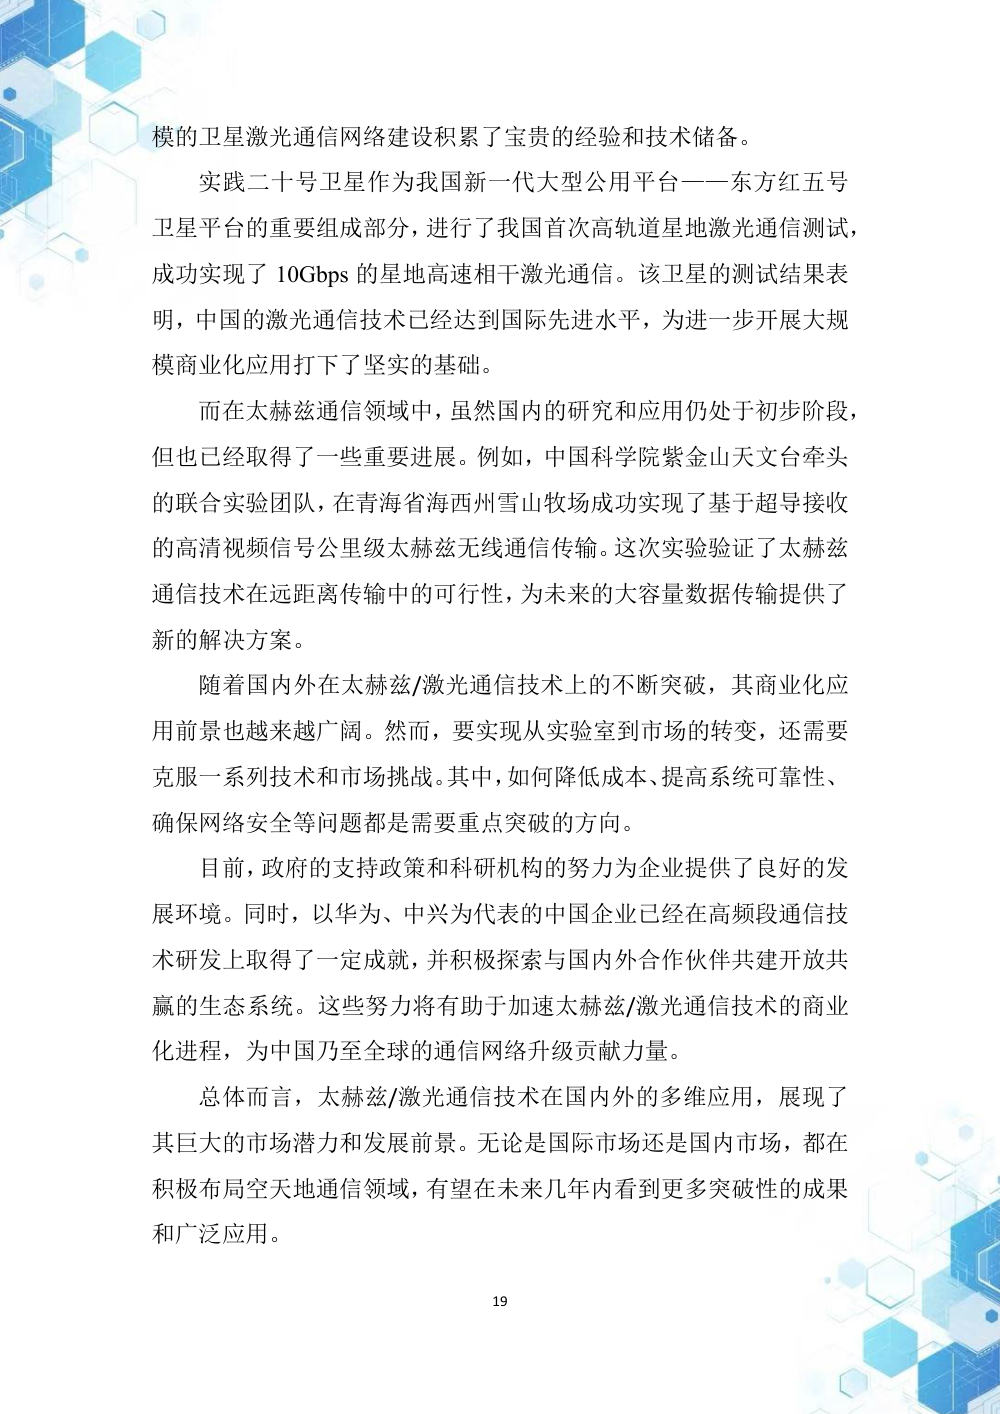 模的卫星激光通信网络建设积累了宝贵的经验和技术储备。
实践二十号卫星作为我国新一代大型公用平台——东方红五号
卫星平台的重要组成部分，进行了我国首次高轨道星地激光通信测试，
成功实现了 10Gbps 的星地高速相干激光通信。该卫星的测试结果表
明，中国的激光通信技术已经达到国际先进水平，为进一步开展大规
模商业化应用打下了坚实的基础。
而在太赫兹通信领域中，虽然国内的研究和应用仍处于初步阶段，
但也已经取得了一些重要进展。例如，中国科学院紫金山天文台牵头
的联合实验团队，在青海省海西州雪山牧场成功实现了基于超导接收
的高清视频信号公里级太赫兹无线通信传输。这次实验验证了太赫兹
通信技术在远距离传输中的可行性，为未来的大容量数据传输提供了
新的解决方案。
随着国内外在太赫兹/激光通信技术上的不断突破，其商业化应
用前景也越来越广阔。然而，要实现从实验室到市场的转变，还需要
克服一系列技术和市场挑战。其中，如何降低成本、提高系统可靠性、
确保网络安全等问题都是需要重点突破的方向。
目前，政府的支持政策和科研机构的努力为企业提供了良好的发
展环境。同时，以华为、中兴为代表的中国企业已经在高频段通信技
术研发上取得了一定成就，并积极探索与国内外合作伙伴共建开放共
赢的生态系统。这些努力将有助于加速太赫兹/激光通信技术的商业
化进程，为中国乃至全球的通信网络升级贡献力量。
总体而言，太赫兹/激光通信技术在国内外的多维应用，展现了
其巨大的市场潜力和发展前景。无论是国际市场还是国内市场，都在
积极布局空天地通信领域，有望在未来几年内看到更多突破性的成果
和广泛应用。
19